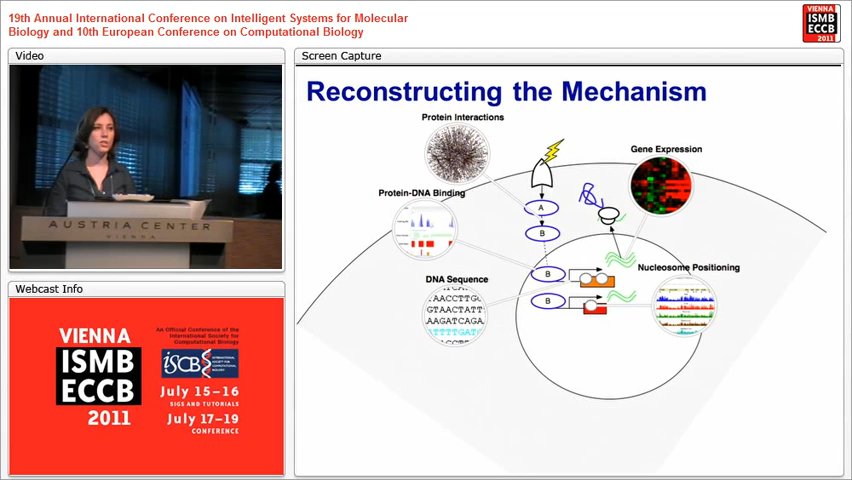 19th Annual International Conference on Intelligent Systems for Molecular
Biology and 10th European Conference on Computational Biology
VIENNA
ISMB
ECCB
2011
Video
AUSTRIA CENTER
VIENNA
Webcast Info
VIENNA
ISMB
ECCB
2011
An Official Conference of the
International Society for
Computational Biology
ISCB
INTERNATIONAL
SOCIETY FOR
COMPUTATIONAL
BIOLOGY
July 15–16
SIGS AND TUTORIALS
July 17–19
CONFERENCE
Screen Capture
Reconstructing the Mechanism
Protein Interactions
Gene Expression
Protein-DNA Binding
A
B
DNA Sequence
TAACCTTG
GTAACTATT
AAGATCAG
TTTTGATC
B
B
Nucleosome Positioning